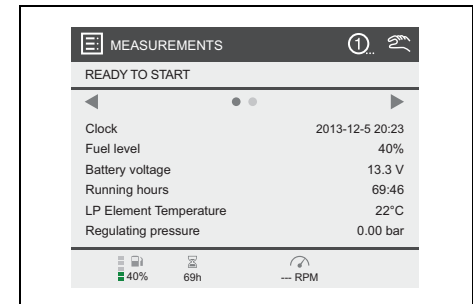 MEASUREMENTS 1...
READY TO START
Clock 2013-12-5 20:23
Fuel level 40%
Battery voltage 13.3 V
Running hours 69:46
LP Element Temperature 22°C
Regulating pressure 0.00 bar
40% 69h --- RPM